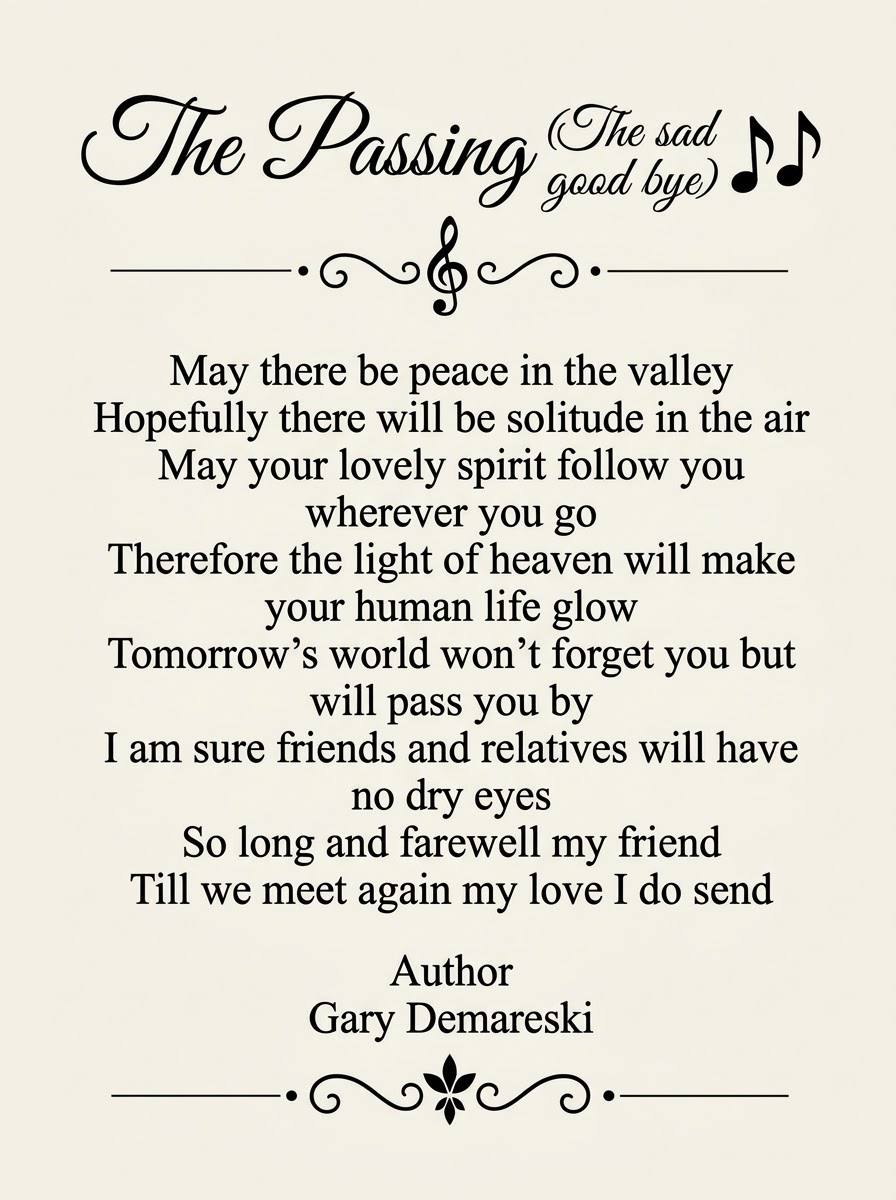 The Passing (The sad
good bye)
May there be peace in the valley
Hopefully there will be solitude in the air
May your lovely spirit follow you
wherever you go
Therefore the light of heaven will make
your human life glow
Tomorrow’s world won’t forget you but
will pass you by
I am sure friends and relatives will have
no dry eyes
So long and farewell my friend
Till we meet again my love I do send
Author
Gary Demareski